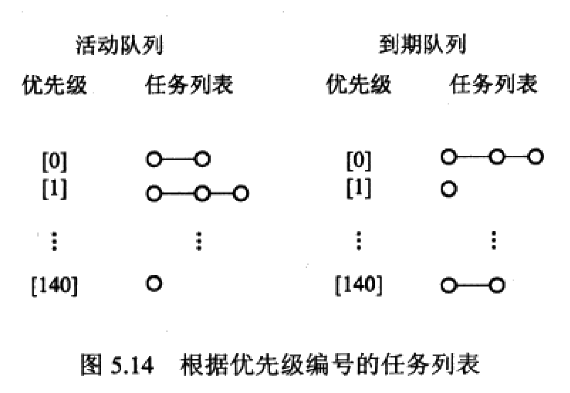 活动队列 到期队列
优先级 任务列表 优先级 任务列表
[0] [0]
[1] [1]
⋮ ⋮ ⋮ ⋮
[140] [140]
图 5.14 根据优先级编号的任务列表